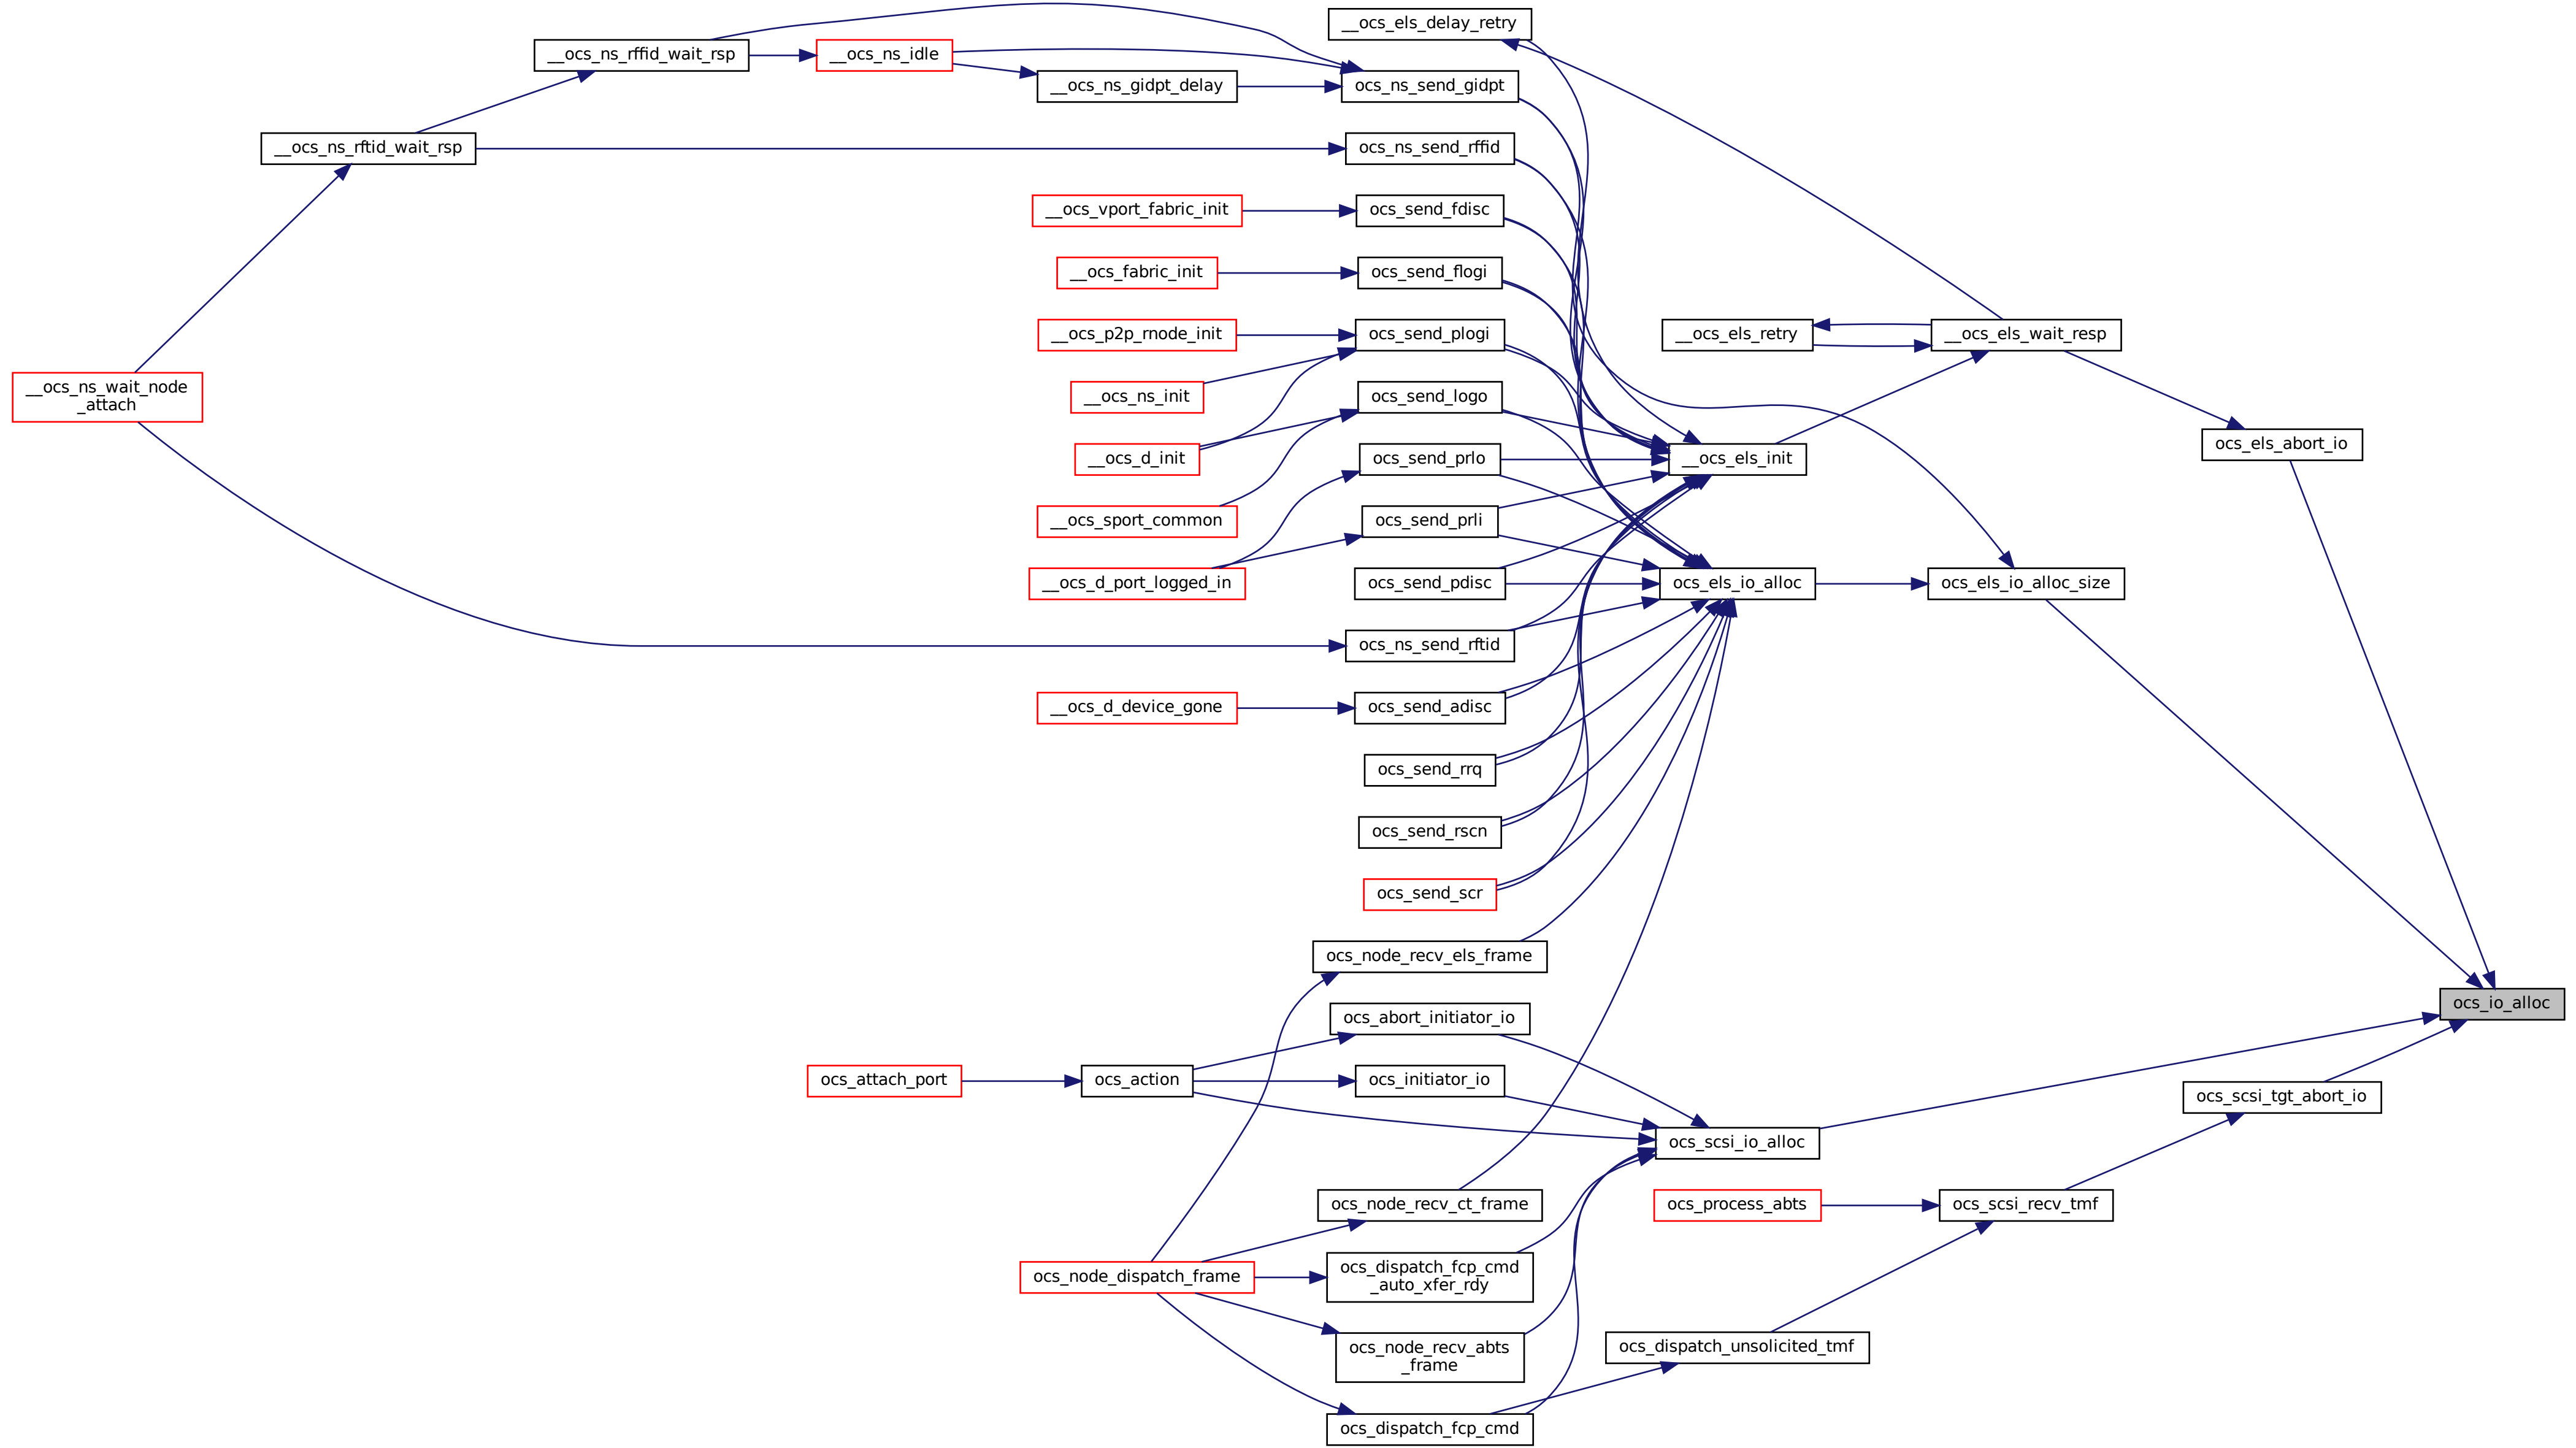 __ocs_els_delay_retry
__ocs_ns_rffid_wait_rsp
__ocs_ns_idle
__ocs_ns_gidpt_delay
ocs_ns_send_gidpt
__ocs_ns_rftid_wait_rsp
ocs_ns_send_rffid
__ocs_vport_fabric_init
ocs_send_fdisc
__ocs_fabric_init
ocs_send_flogi
__ocs_p2p_rnode_init
ocs_send_plogi
__ocs_els_retry
__ocs_els_wait_resp
__ocs_ns_wait_node
_attach
__ocs_ns_init
ocs_send_logo
__ocs_d_init
ocs_send_prlo
__ocs_els_init
ocs_els_abort_io
__ocs_sport_common
ocs_send_prli
__ocs_d_port_logged_in
ocs_send_pdisc
ocs_els_io_alloc
ocs_els_io_alloc_size
ocs_ns_send_rftid
__ocs_d_device_gone
ocs_send_adisc
ocs_send_rrq
ocs_send_rscn
ocs_send_scr
ocs_node_recv_els_frame
ocs_io_alloc
ocs_abort_initiator_io
ocs_attach_port
ocs_action
ocs_initiator_io
ocs_scsi_tgt_abort_io
ocs_scsi_io_alloc
ocs_node_recv_ct_frame
ocs_process_abts
ocs_scsi_recv_tmf
ocs_node_dispatch_frame
ocs_dispatch_fcp_cmd
_auto_xfer_rdy
ocs_node_recv_abts
_frame
ocs_dispatch_unsolicited_tmf
ocs_dispatch_fcp_cmd